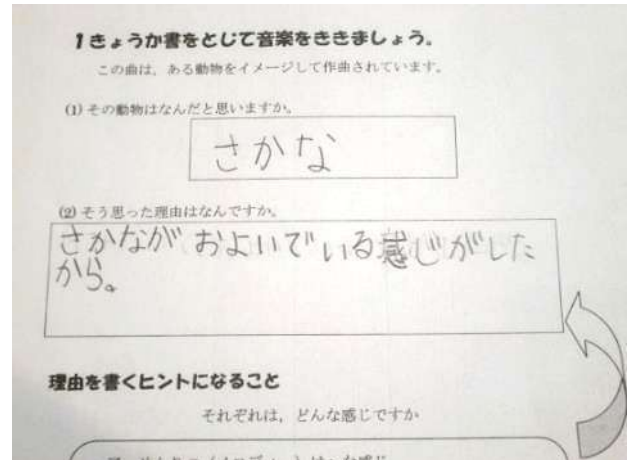 1きょうか書をとじて音楽をききましょう。
この曲は、ある動物をイメージして作曲されています。
(1) その動物はなんだと思いますか。
さかな
(2) そう思った理由はなんですか。
さかなが およいでいる感じがした
から。
理由を書くヒントになること
それぞれは、どんな感じですか